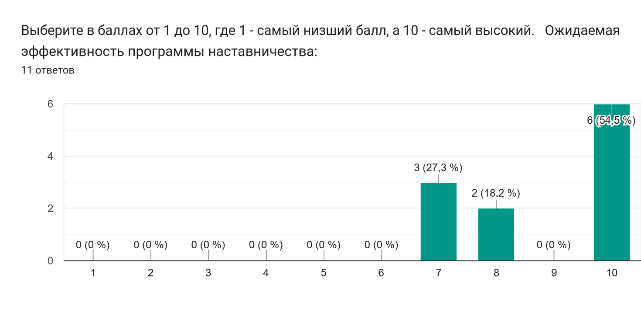 Выберите в баллах от 1 до 10, где 1 - самый низший балл, а 10 - самый высокий. Ожидаемая
эффективность программы наставничества:
11 ответов
6
4
2
0
0 (0 %)
0 (0 %)
0 (0 %)
0 (0 %)
0 (0 %)
0 (0 %)
3 (27,3 %)
2 (18,2 %)
0 (0 %)
6 (54,5 %)
1
2
3
4
5
6
7
8
9
10